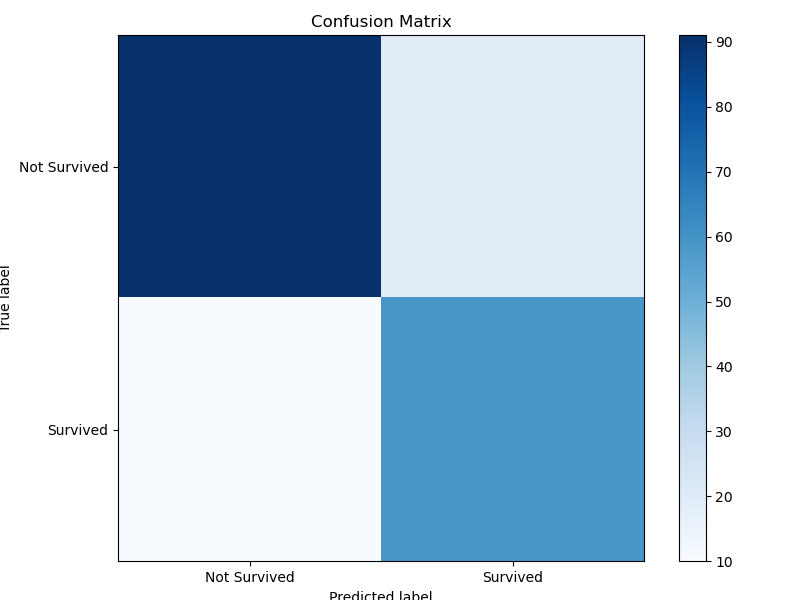 Confusion Matrix
90
80
70
60
50
40
30
20
10
Not Survived
Survived
True label
Not Survived Survived
Predicted label